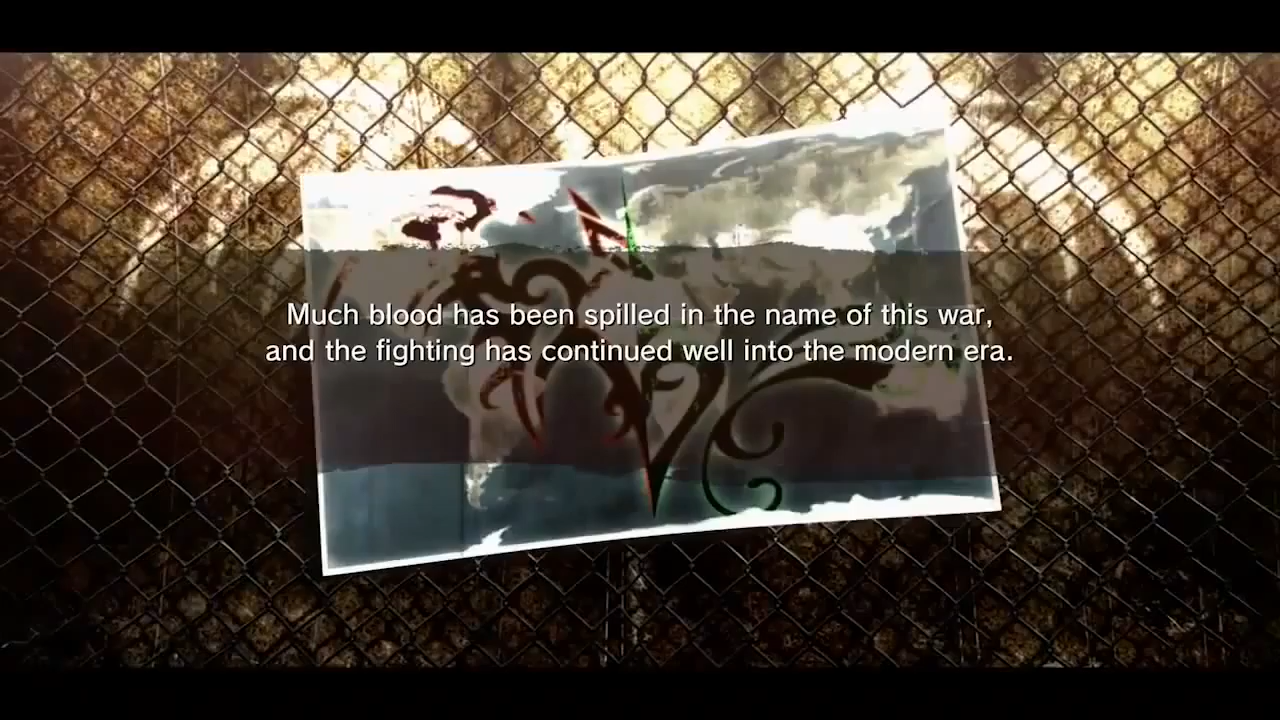 Much blood has been spilled in the name of this war,
and the fighting has continued well into the modern era.